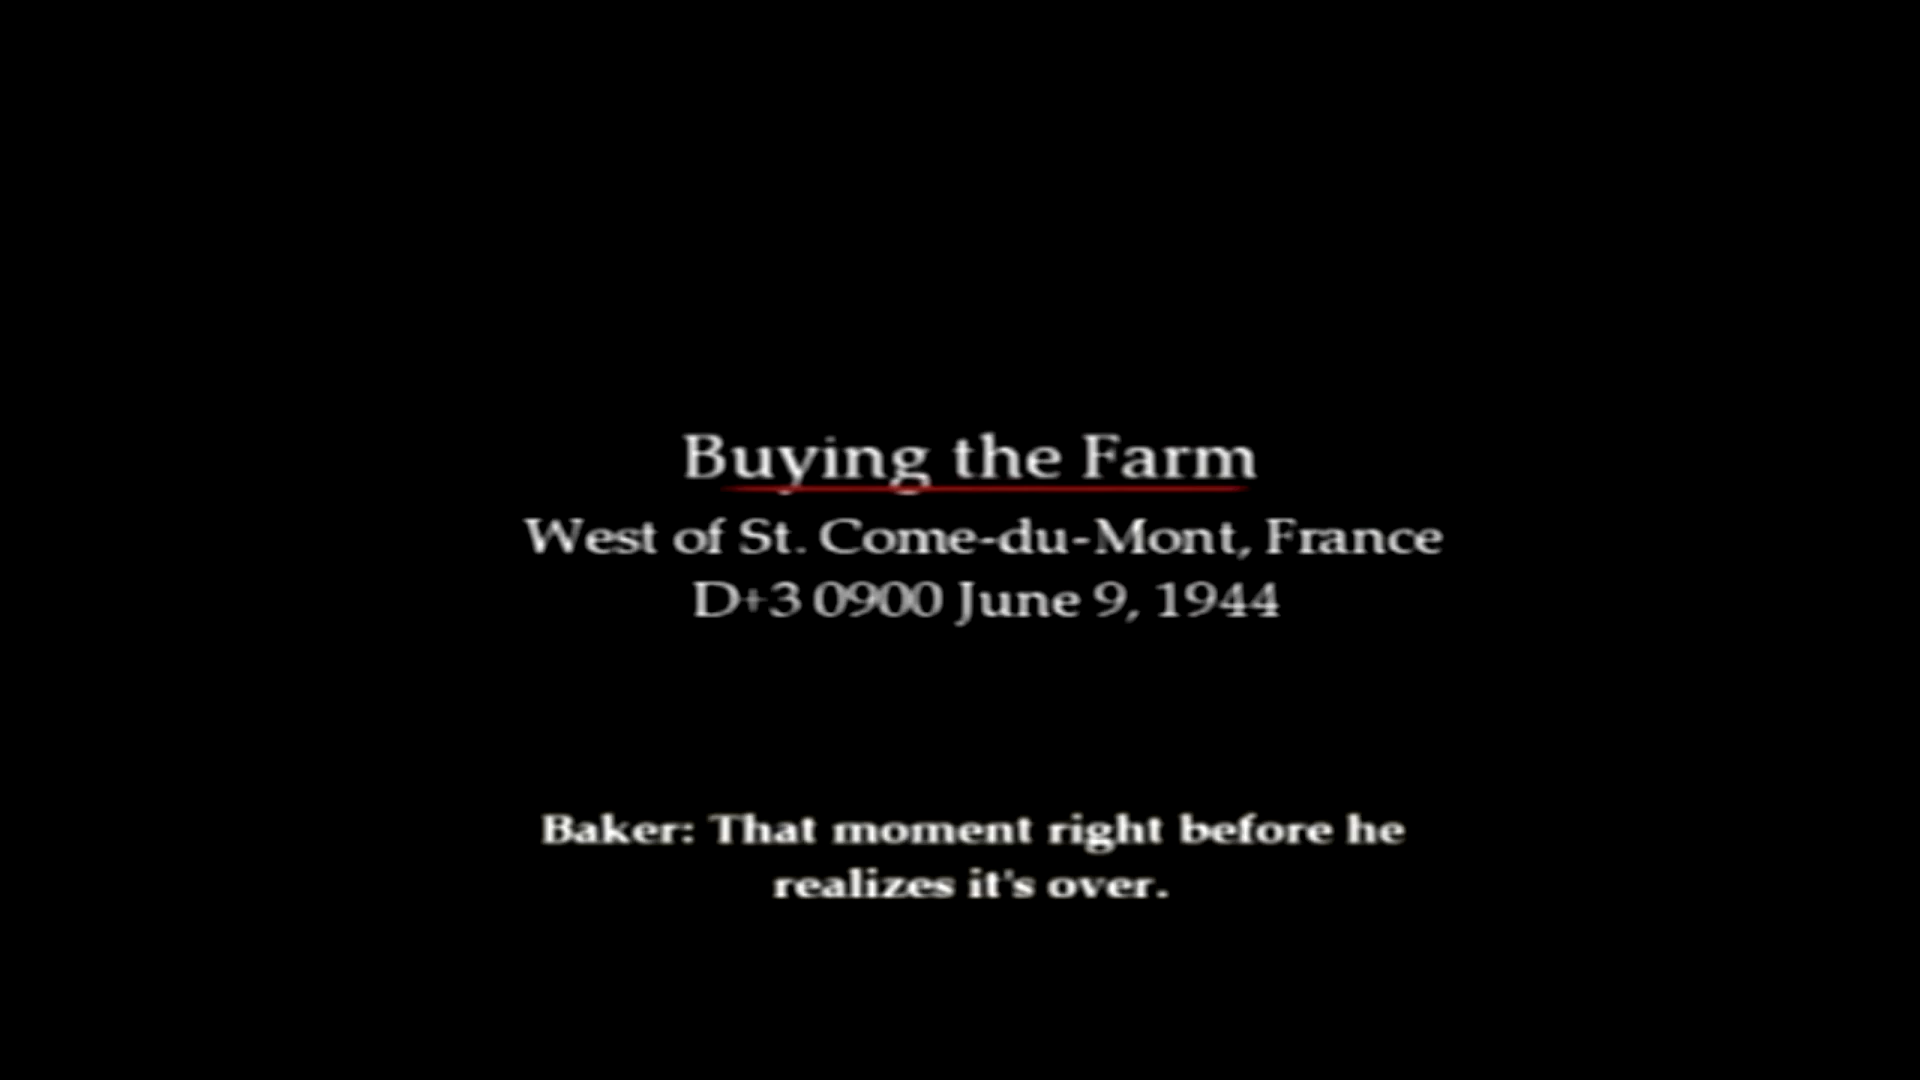 Buying the Farm
West of St. Come-du-Mont, France
D+3 0900 June 9, 1944
Baker: That moment right before he
realizes it's over.